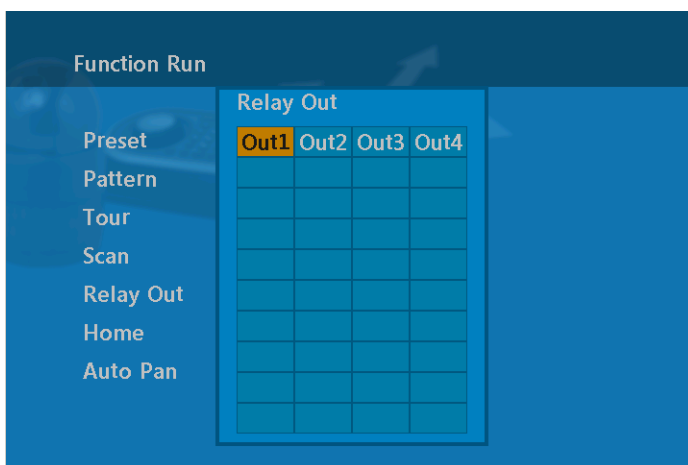 Function Run
Relay Out
Out1 Out2 Out3 Out4
Preset
Pattern
Tour
Scan
Relay Out
Home
Auto Pan